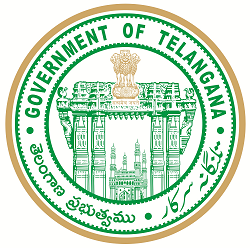 GOVERNMENT OF TELANGANA
తెలంగాణ ప్రభుత్వము
تلنگانہ سرکار